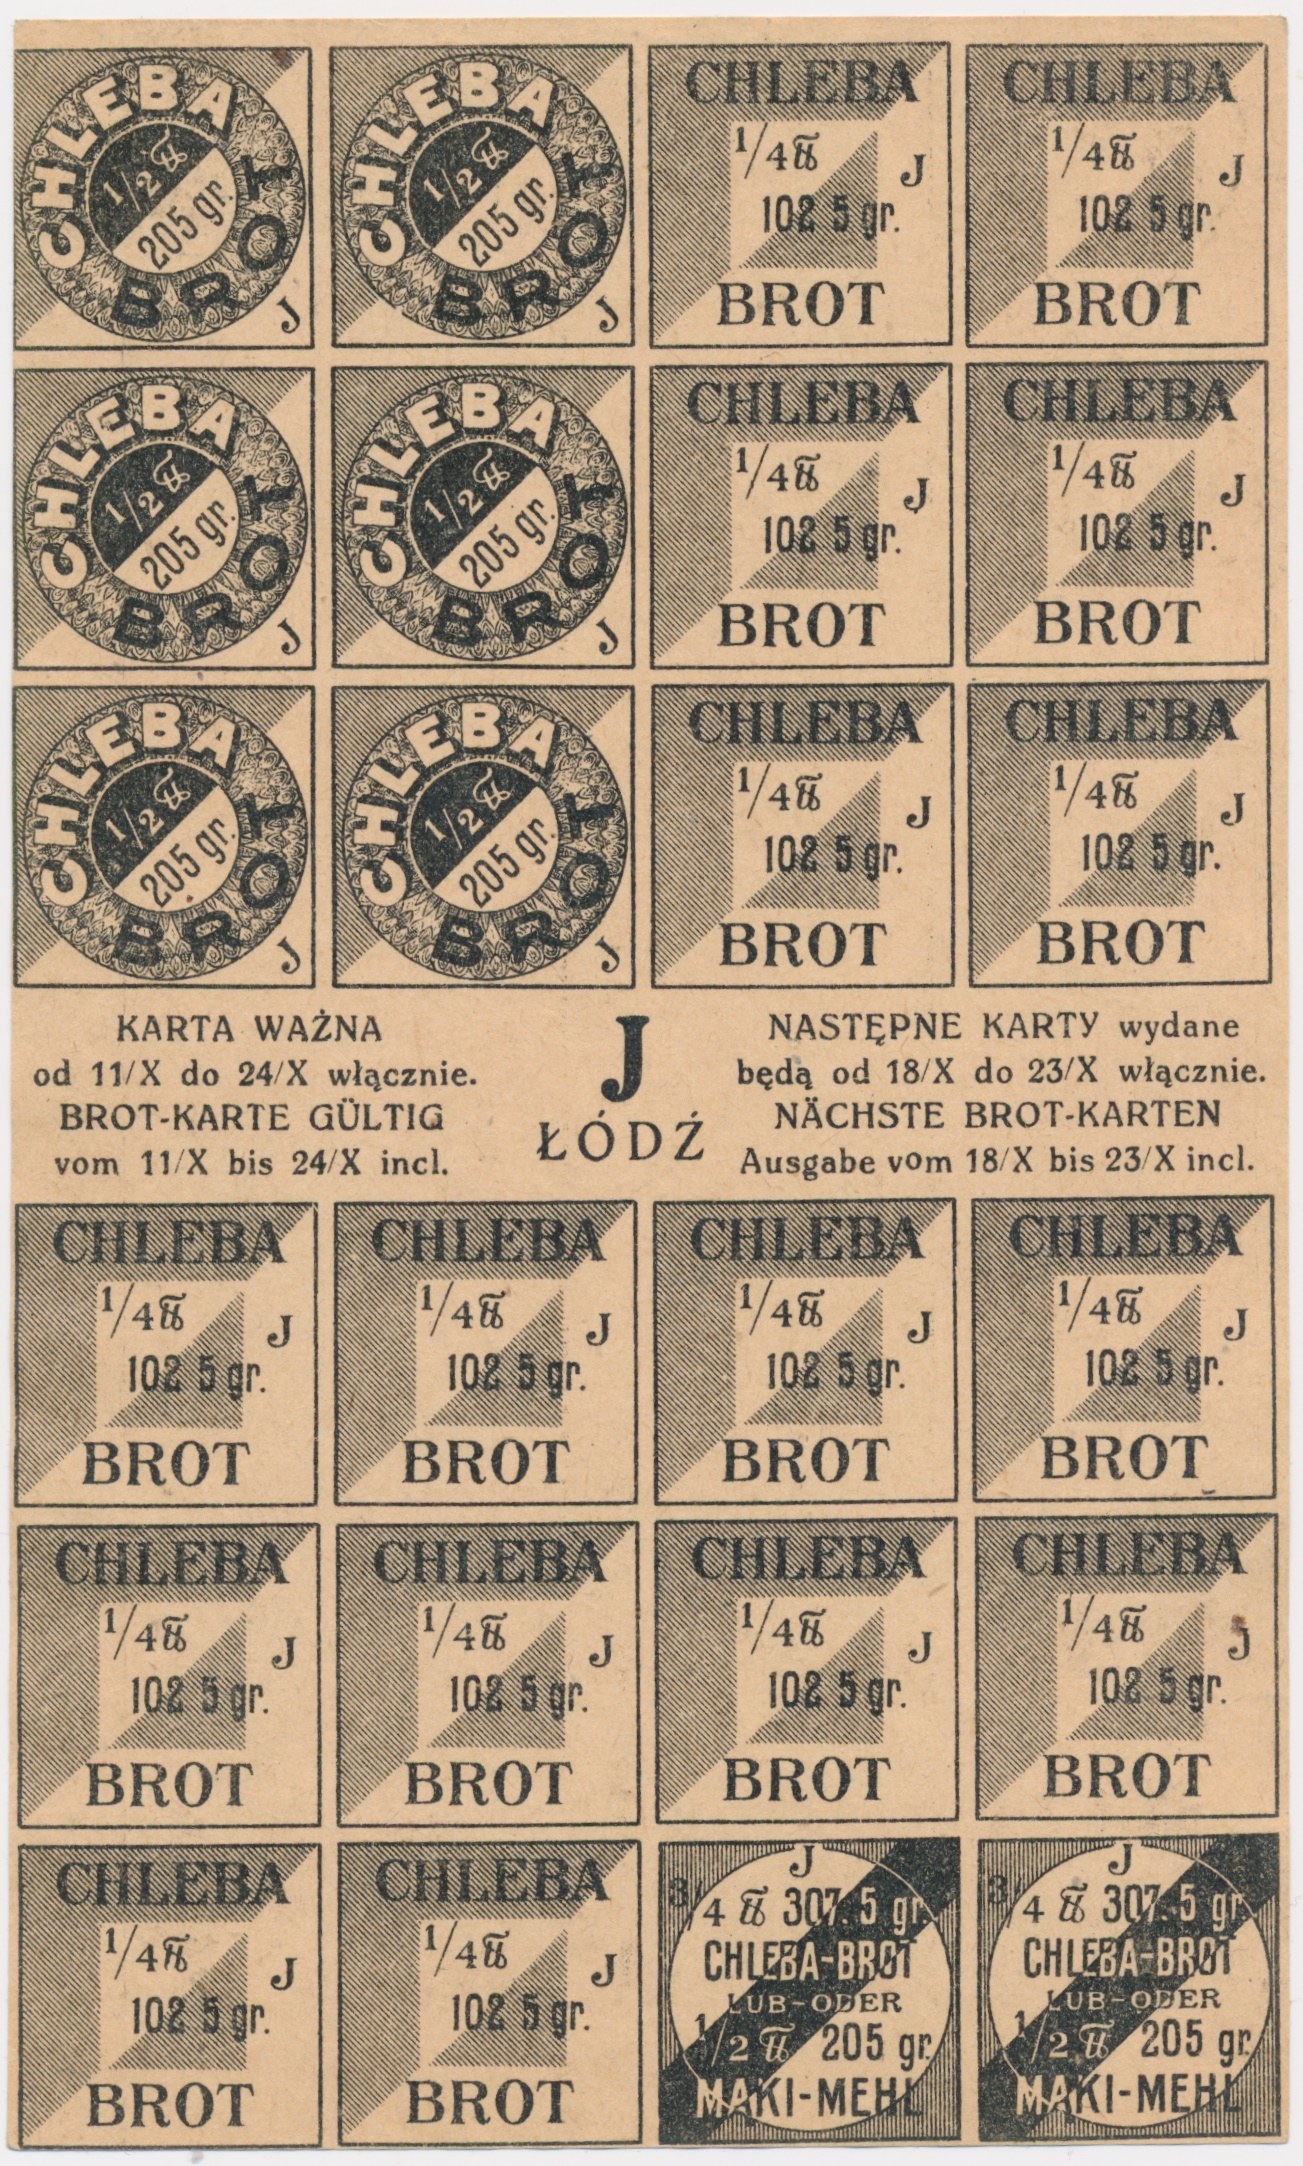 CHLEBA
1/2 ℔
205 gr.
BROT
J
CHLEBA
1/2 ℔
205 gr.
BROT
J
CHLEBA
1/4 ℔
J
102 5 gr.
BROT
CHLEBA
1/4 ℔
J
102 5 gr.
BROT
CHLEBA
1/2 ℔
205 gr.
BROT
J
CHLEBA
1/2 ℔
205 gr.
BROT
J
CHLEBA
1/4 ℔
J
102 5 gr.
BROT
CHLEBA
1/4 ℔
J
102 5 gr.
BROT
CHLEBA
1/2 ℔
205 gr.
BROT
J
CHLEBA
1/2 ℔
205 gr.
BROT
J
CHLEBA
1/4 ℔
J
102 5 gr.
BROT
CHLEBA
1/4 ℔
J
102 5 gr.
BROT
KARTA WAŻNA
od 11/X do 24/X włącznie.
BROT-KARTE GÜLTIG
vom 11/X bis 24/X incl.
J
ŁÓDŹ
NASTĘPNE KARTY wydane
będą od 18/X do 23/X włącznie.
NÄCHSTE BROT-KARTEN
Ausgabe vom 18/X bis 23/X incl.
CHLEBA
1/4 ℔
J
102 5 gr.
BROT
CHLEBA
1/4 ℔
J
102 5 gr.
BROT
CHLEBA
1/4 ℔
J
102 5 gr.
BROT
CHLEBA
1/4 ℔
J
102 5 gr.
BROT
CHLEBA
1/4 ℔
J
102 5 gr.
BROT
CHLEBA
1/4 ℔
J
102 5 gr.
BROT
CHLEBA
1/4 ℔
J
102 5 gr.
BROT
CHLEBA
1/4 ℔
J
102 5 gr.
BROT
CHLEBA
1/4 ℔
J
102 5 gr.
BROT
CHLEBA
1/4 ℔
J
102 5 gr.
BROT
J
3/4 ℔ 307.5 gr.
CHLEBA-BROT
LUB-ODER
1/2 ℔ 205 gr.
MĄKI-MEHL
J
3/4 ℔ 307.5 gr.
CHLEBA-BROT
LUB-ODER
1/2 ℔ 205 gr.
MĄKI-MEHL